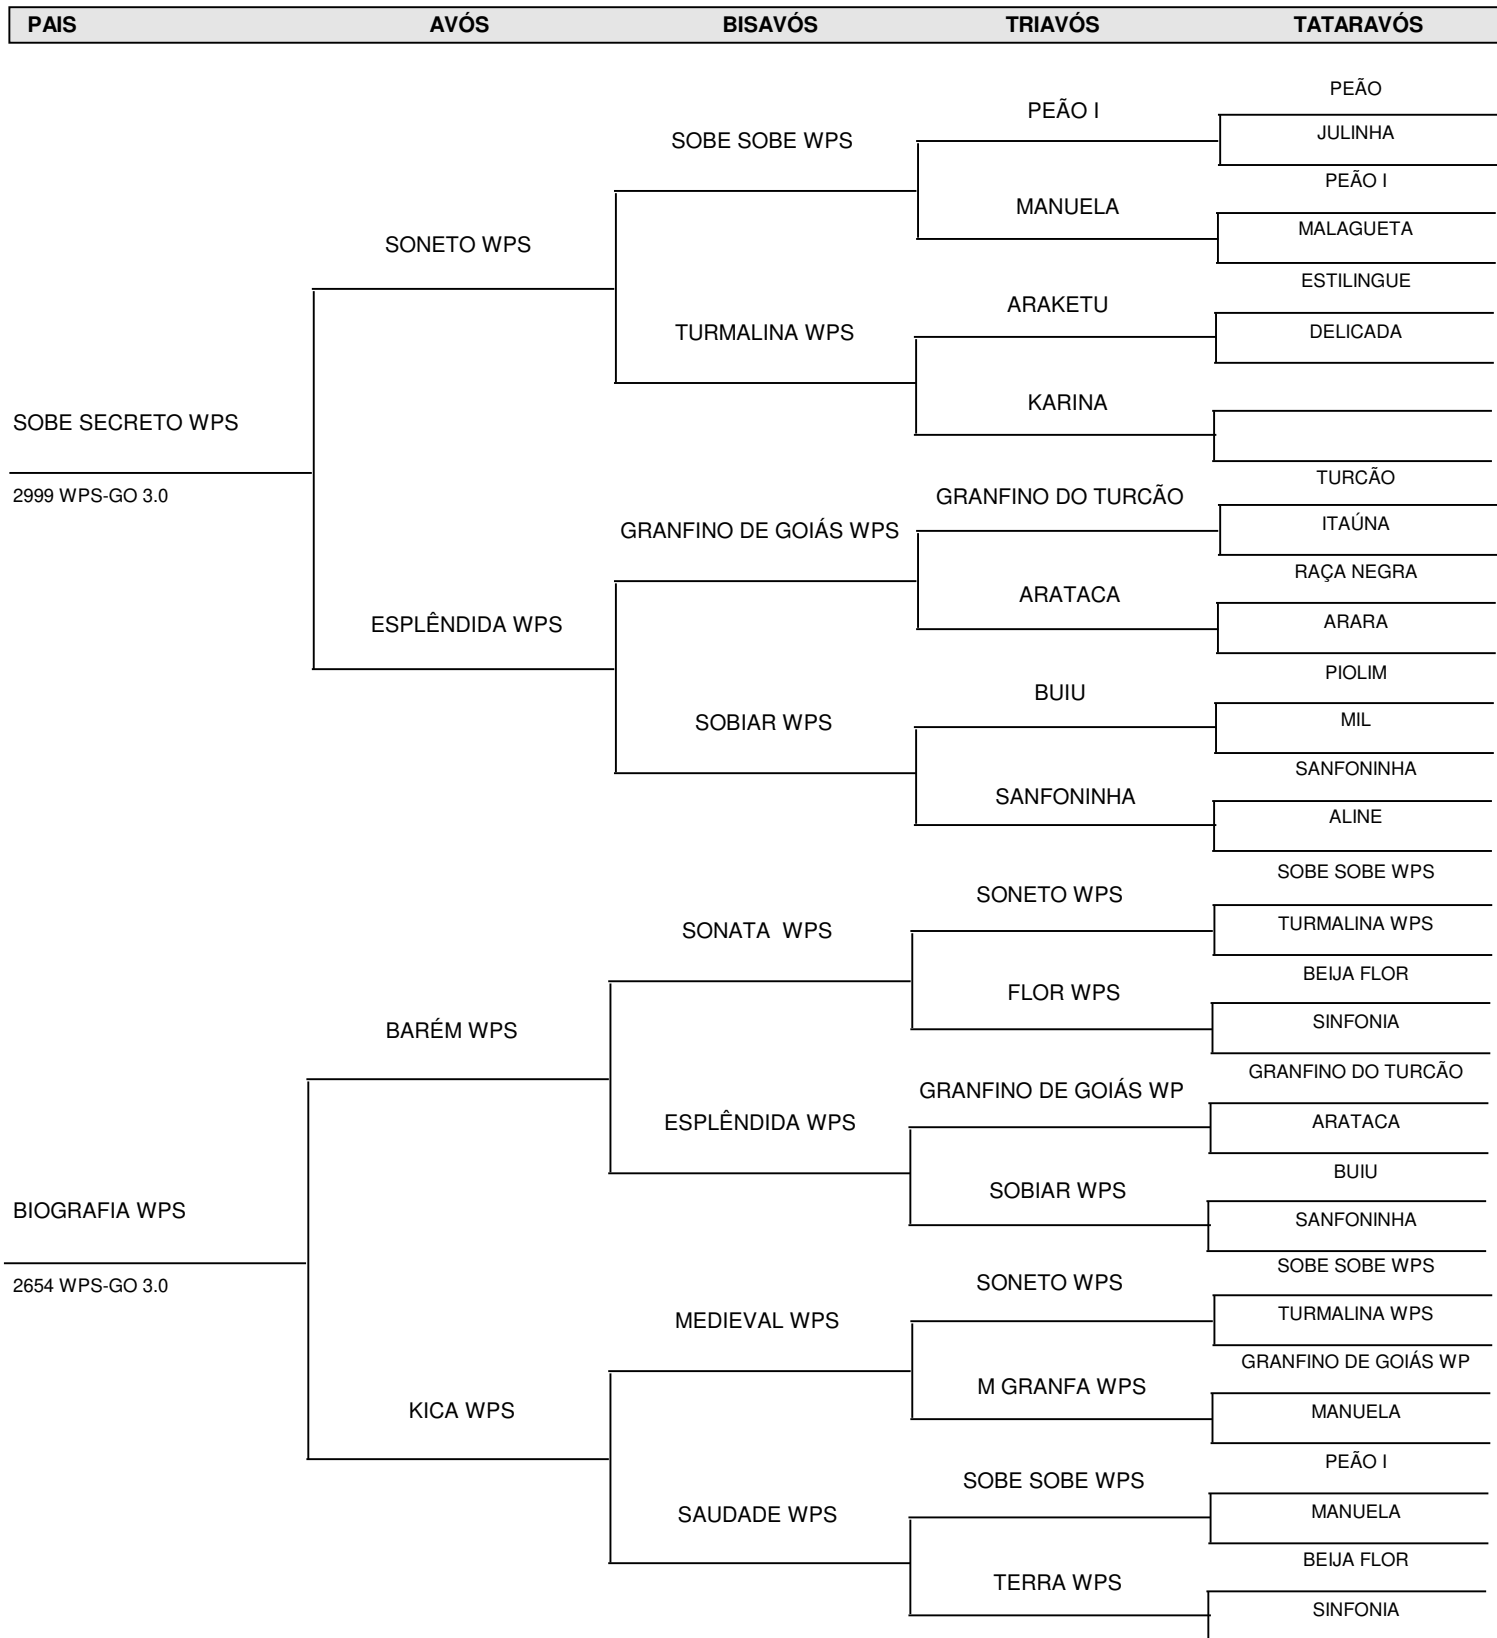 PAIS AVÓS BISAVÓS TRIAVÓS TATARAVÓS
PEÃO
PEÃO I
JULINHA
SOBE SOBE WPS
PEÃO I
MANUELA
MALAGUETA
SONETO WPS
ESTILINGUE
ARAKETU
TURMALINA WPS
DELICADA
KARINA
SOBE SECRETO WPS
TURCÃO
2999 WPS-GO 3.0
GRANFINO DO TURCÃO
ITAÚNA
GRANFINO DE GOIÁS WPS
RAÇA NEGRA
ARATACA
ARARA
ESPLÊNDIDA WPS
PIOLIM
BUIU
MIL
SOBIAR WPS
SANFONINHA
SANFONINHA
ALINE
SOBE SOBE WPS
SONETO WPS
TURMALINA WPS
SONATA  WPS
BEIJA FLOR
FLOR WPS
SINFONIA
BARÉM WPS
GRANFINO DO TURCÃO
GRANFINO DE GOIÁS WP
ARATACA
ESPLÊNDIDA WPS
BUIU
SOBIAR WPS
BIOGRAFIA WPS
SANFONINHA
SOBE SOBE WPS
2654 WPS-GO 3.0
SONETO WPS
TURMALINA WPS
MEDIEVAL WPS
GRANFINO DE GOIÁS WP
M GRANFA WPS
KICA WPS
MANUELA
PEÃO I
SOBE SOBE WPS
MANUELA
SAUDADE WPS
BEIJA FLOR
TERRA WPS
SINFONIA